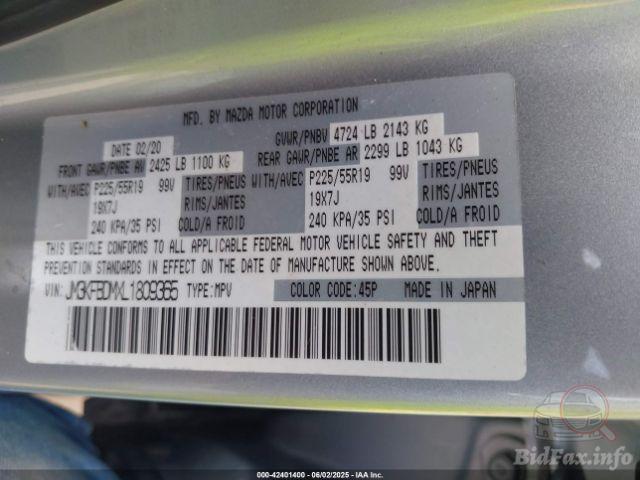 MFD. BY MAZDA MOTOR CORPORATION
DATE 02/20 GVWR/PNBV 4724 LB 2143 KG
FRONT GAWR/PNBE AV 2425 LB 1100 KG REAR GAWR/PNBE AR 2299 LB 1043 KG
WITH/AVEC P225/55R19 99V TIRES/PNEUS WITH/AVEC P225/55R19 99V TIRES/PNEUS
19X7J RIMS/JANTES 19X7J RIMS/JANTES
240 KPA/35 PSI COLD/A FROID 240 KPA/35 PSI COLD/A FROID
THIS VEHICLE CONFORMS TO ALL APPLICABLE FEDERAL MOTOR VEHICLE SAFETY AND THEFT
PREVENTION STANDARDS IN EFFECT ON THE DATE OF MANUFACTURE SHOWN ABOVE.
VIN: JM3KFBDMXL1809365 TYPE:MPV COLOR CODE:45P MADE IN JAPAN
BidFax.info
000-42401400 - 06/02/2025 - IAA Inc.